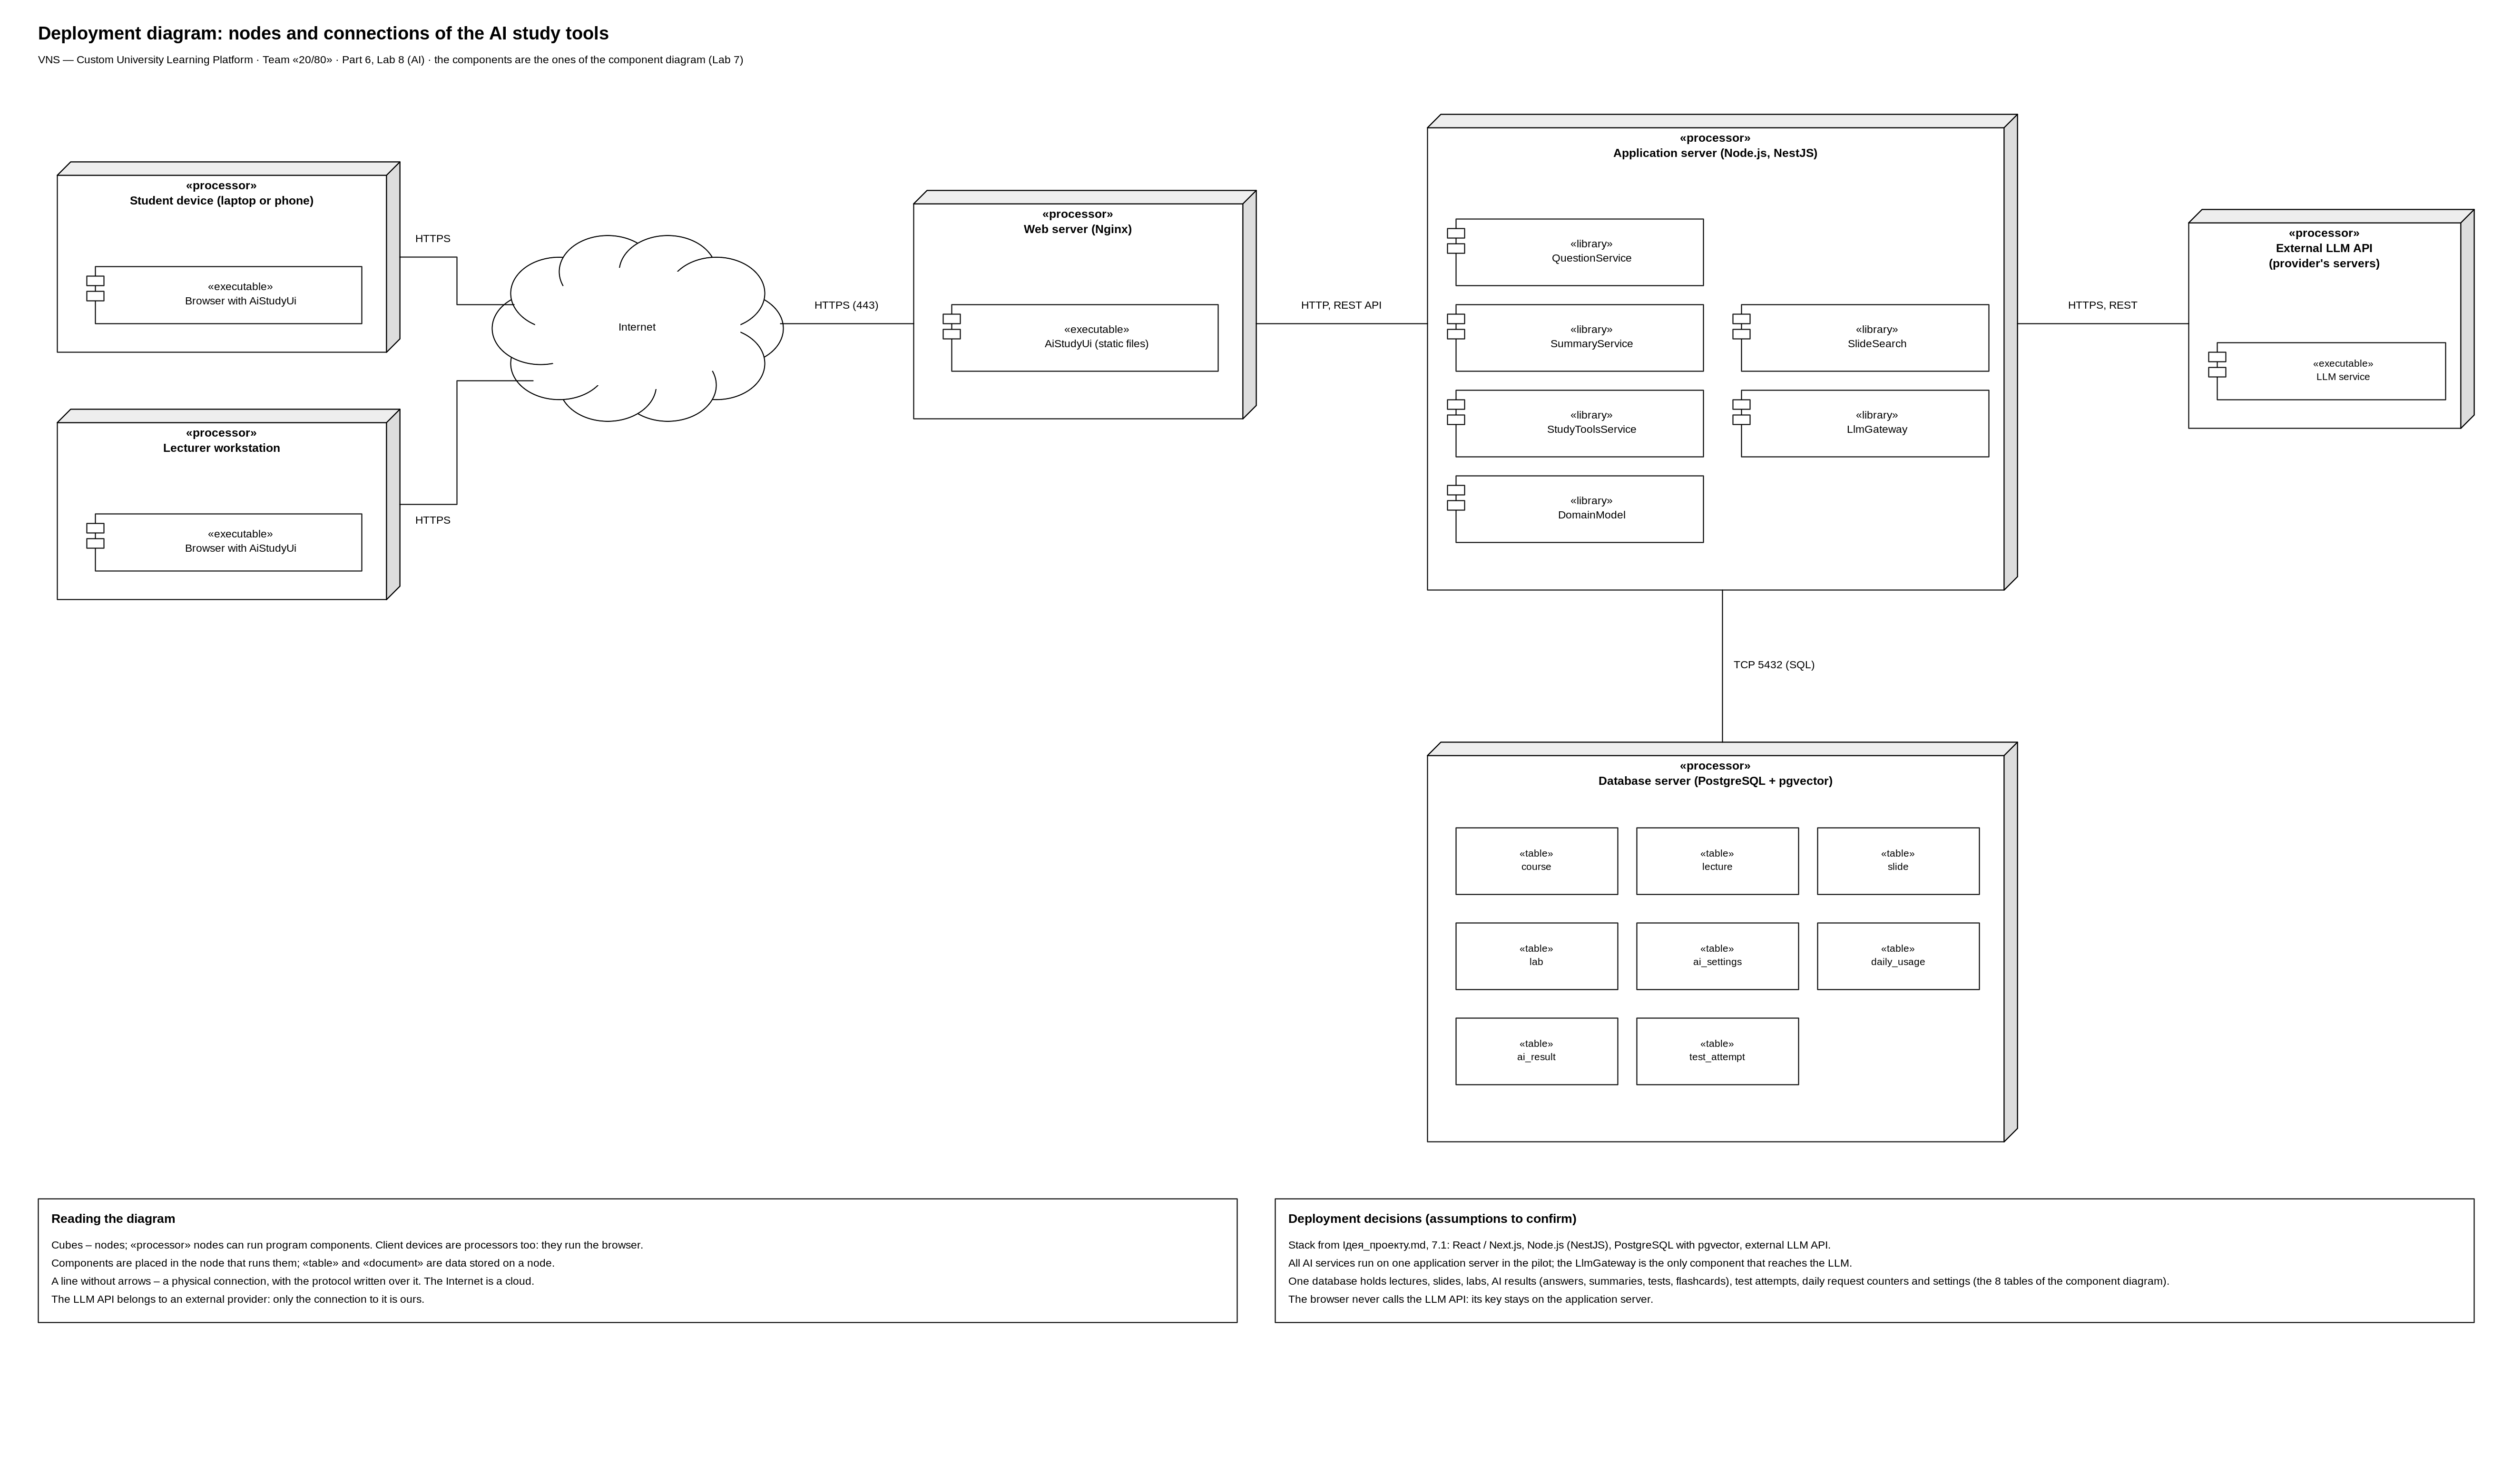 Deployment diagram: nodes and connections of the AI study tools
VNS — Custom University Learning Platform · Team «20/80» · Part 6, Lab 8 (AI) · the components are the ones of the component diagram (Lab 7)
«processor»
Student device (laptop or phone)
«executable»
Browser with AiStudyUi
HTTPS
«processor»
Lecturer workstation
«executable»
Browser with AiStudyUi
HTTPS
Internet
HTTPS (443)
«processor»
Web server (Nginx)
«executable»
AiStudyUi (static files)
HTTP, REST API
«processor»
Application server (Node.js, NestJS)
«library»
QuestionService
«library»
SummaryService
«library»
SlideSearch
«library»
StudyToolsService
«library»
LlmGateway
«library»
DomainModel
HTTPS, REST
«processor»
External LLM API
(provider's servers)
«executable»
LLM service
TCP 5432 (SQL)
«processor»
Database server (PostgreSQL + pgvector)
«table»
course
«table»
lecture
«table»
slide
«table»
lab
«table»
ai_settings
«table»
daily_usage
«table»
ai_result
«table»
test_attempt
Reading the diagram
Cubes – nodes; «processor» nodes can run program components. Client devices are processors too: they run the browser.
Components are placed in the node that runs them; «table» and «document» are data stored on a node.
A line without arrows – a physical connection, with the protocol written over it. The Internet is a cloud.
The LLM API belongs to an external provider: only the connection to it is ours.
Deployment decisions (assumptions to confirm)
Stack from Ідея_проекту.md, 7.1: React / Next.js, Node.js (NestJS), PostgreSQL with pgvector, external LLM API.
All AI services run on one application server in the pilot; the LlmGateway is the only component that reaches the LLM.
One database holds lectures, slides, labs, AI results (answers, summaries, tests, flashcards), test attempts, daily request counters and settings (the 8 tables of the component diagram).
The browser never calls the LLM API: its key stays on the application server.